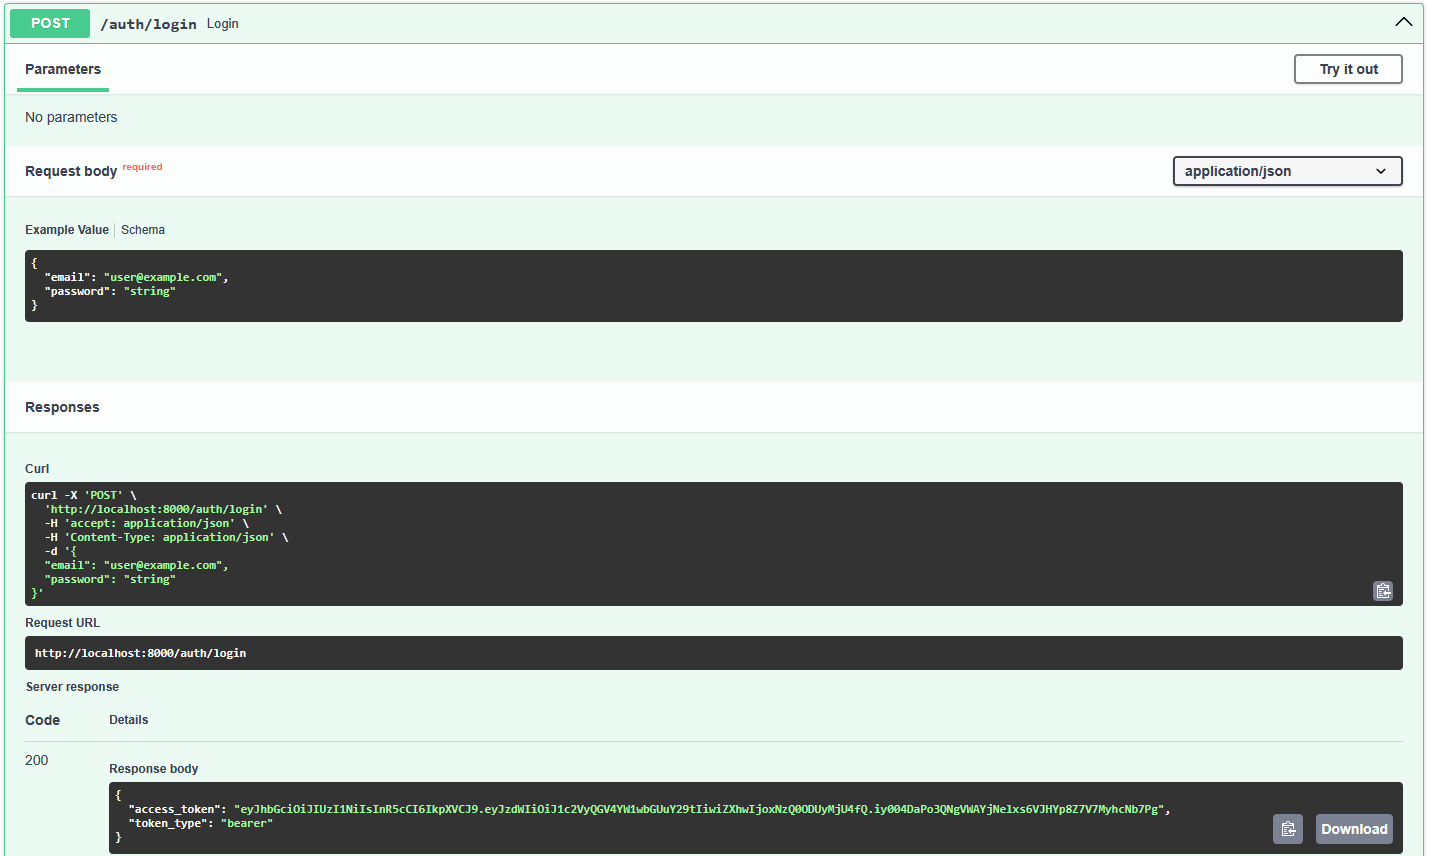 POST /auth/login Login
Parameters
Try it out
No parameters
Request body required
application/json
Example Value | Schema
{
  "email": "user@example.com",
  "password": "string"
}
Responses
Curl
curl -X 'POST' \
  'http://localhost:8000/auth/login' \
  -H 'accept: application/json' \
  -H 'Content-Type: application/json' \
  -d '{
  "email": "user@example.com",
  "password": "string"
}'
Request URL
http://localhost:8000/auth/login
Server response
Code Details
200
Response body
{
  "access_token": "eyJhbGciOiJIUzI1NiIsInR5cCI6IkpXVCJ9.eyJzdWIiOiJ1c2VyQGV4YW1wbGUuY29tIiwiZXhwIjoxNzQ0ODUyMjU4fQ.iy004DaPo3QNgVWAYjNelxs6VJHYp8Z7V7MyhcNb7Pg",
  "token_type": "bearer"
}
Download